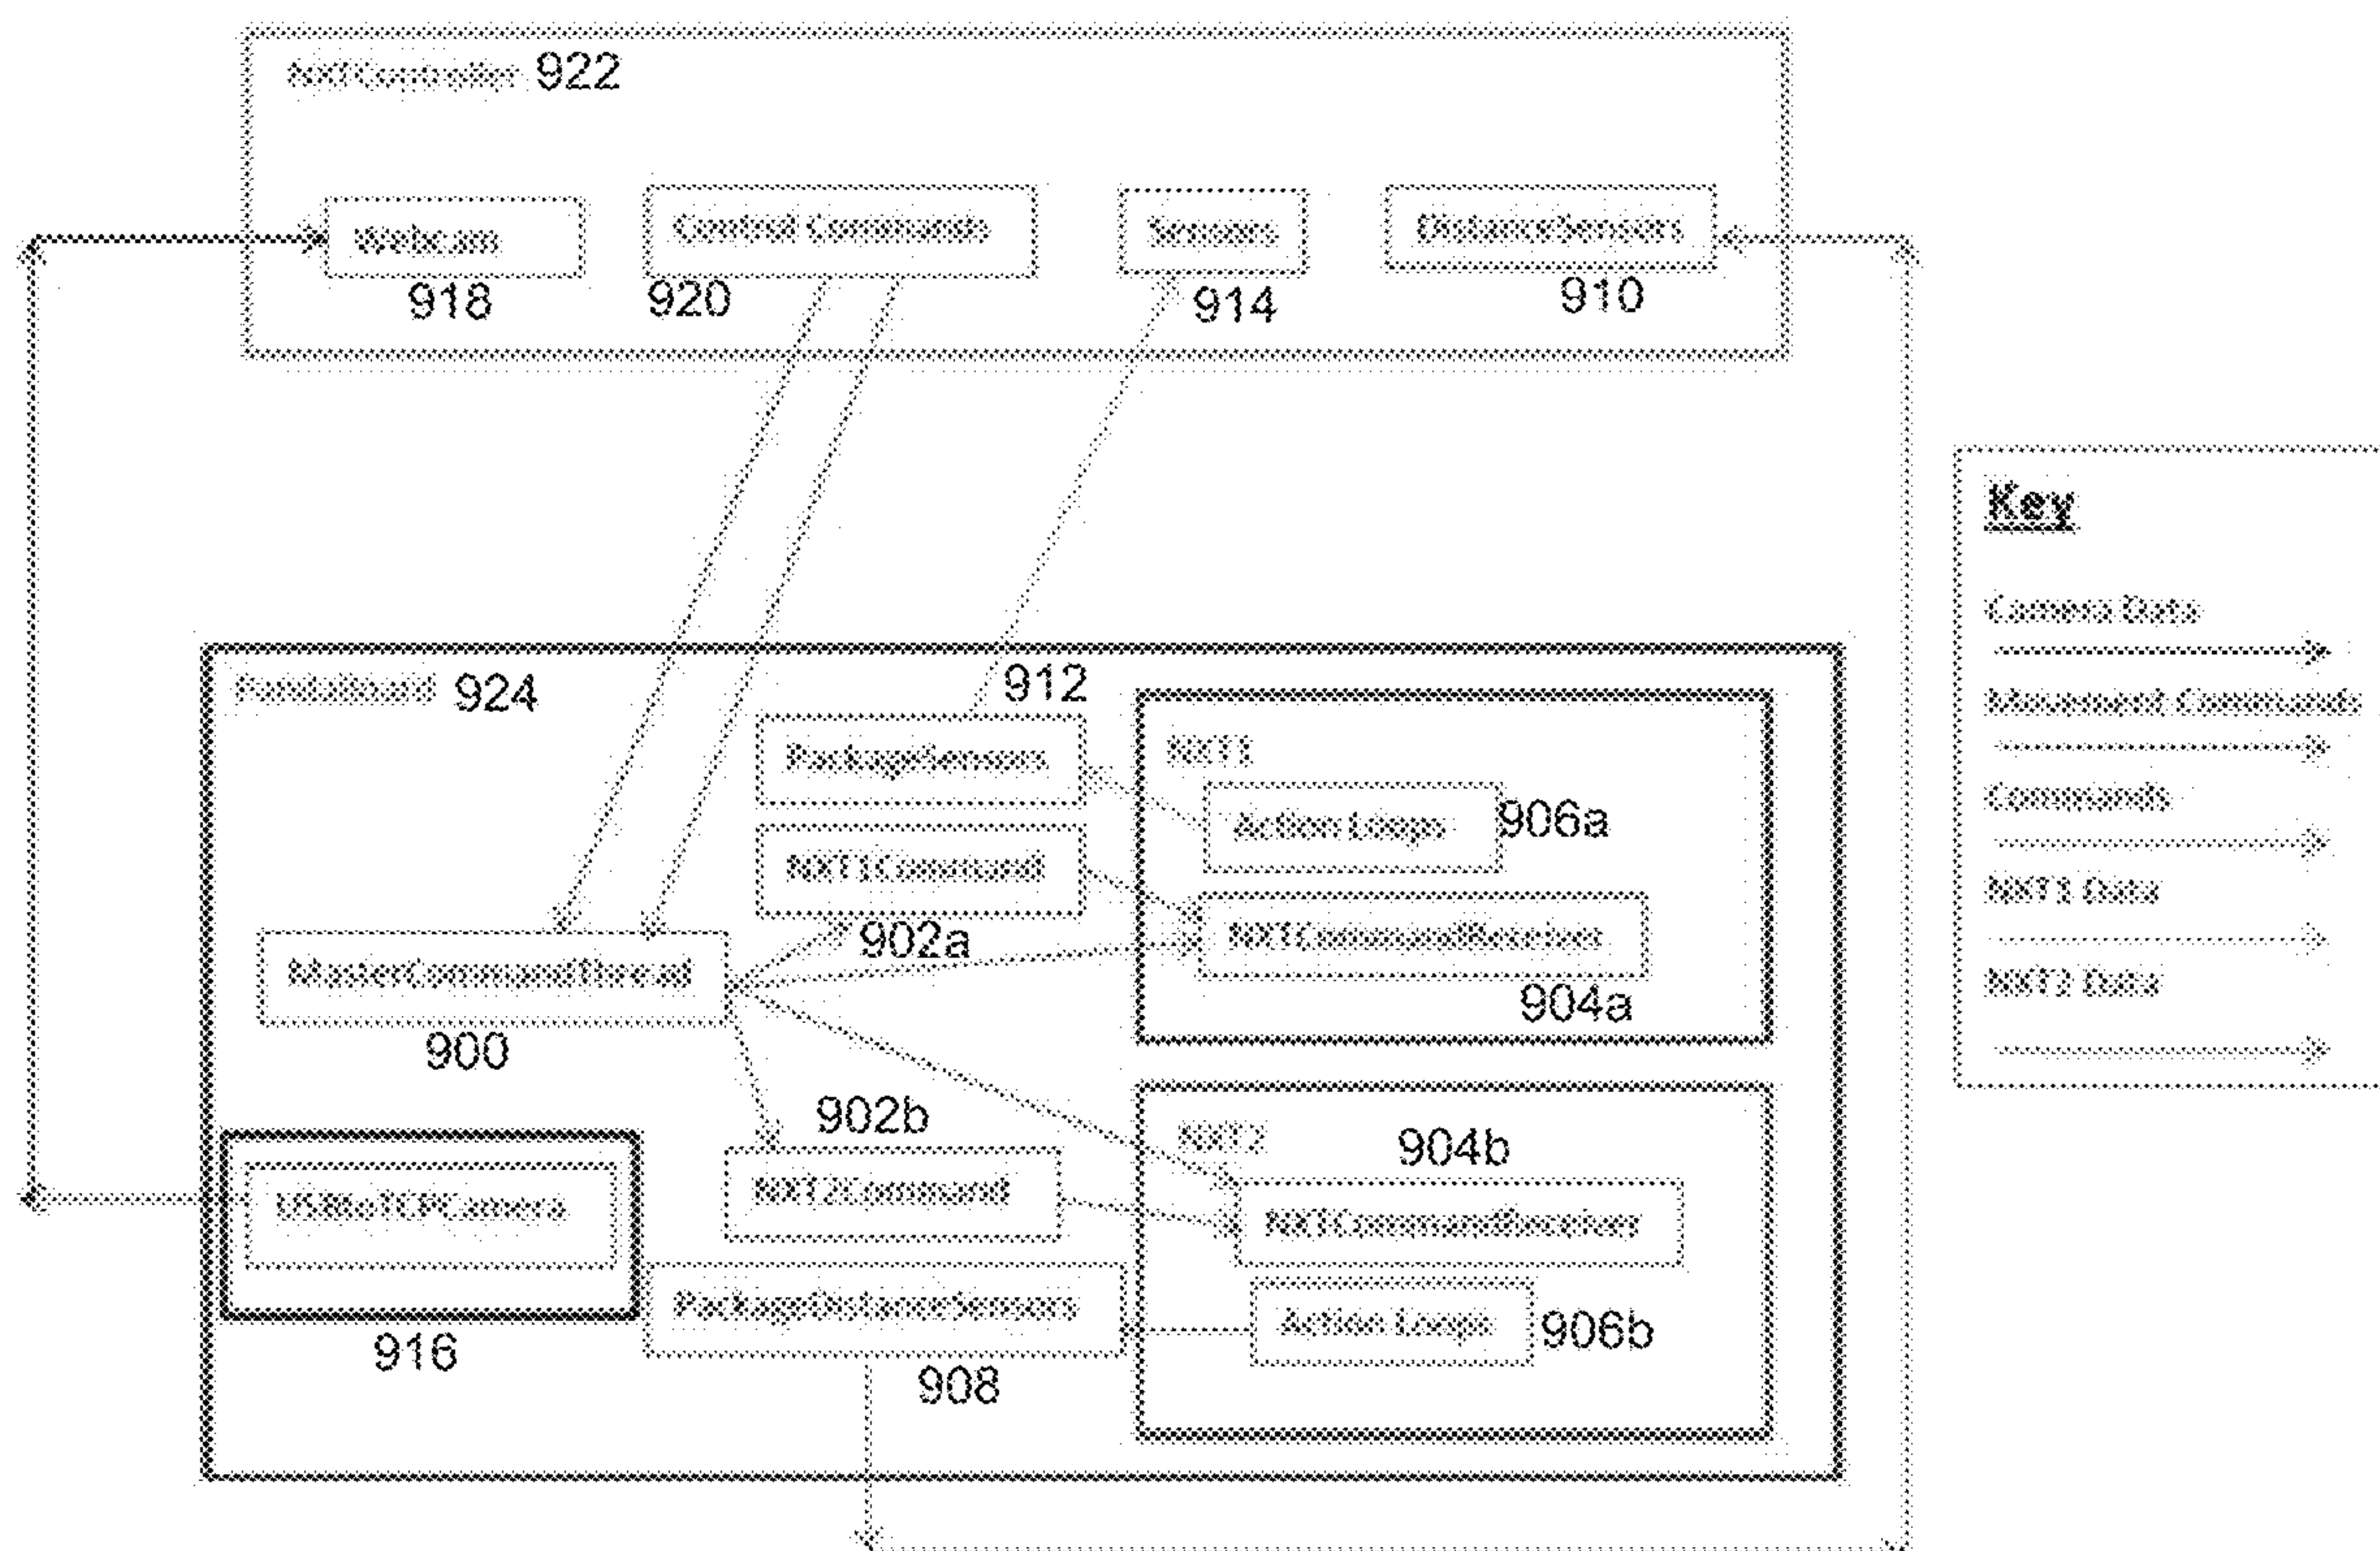 NXTController 922
Webcam
918
Control Commands
920
Sensors
914
DistanceSensors
910
Key
Camera Data
Movement Commands
Commands
NXT1 Data
NXT2 Data
PandaBoard 924
912
PackageSensors
NXT1
Action Loops 906a
NXT1Command
902a
NXTCommandReceiver
904a
MasterCommandThread
900
902b
NXT2Command
NXT2
904b
NXTCommandReceiver
USBtoTCPCamera
916
PackageDistanceSensors
908
Action Loops 906b